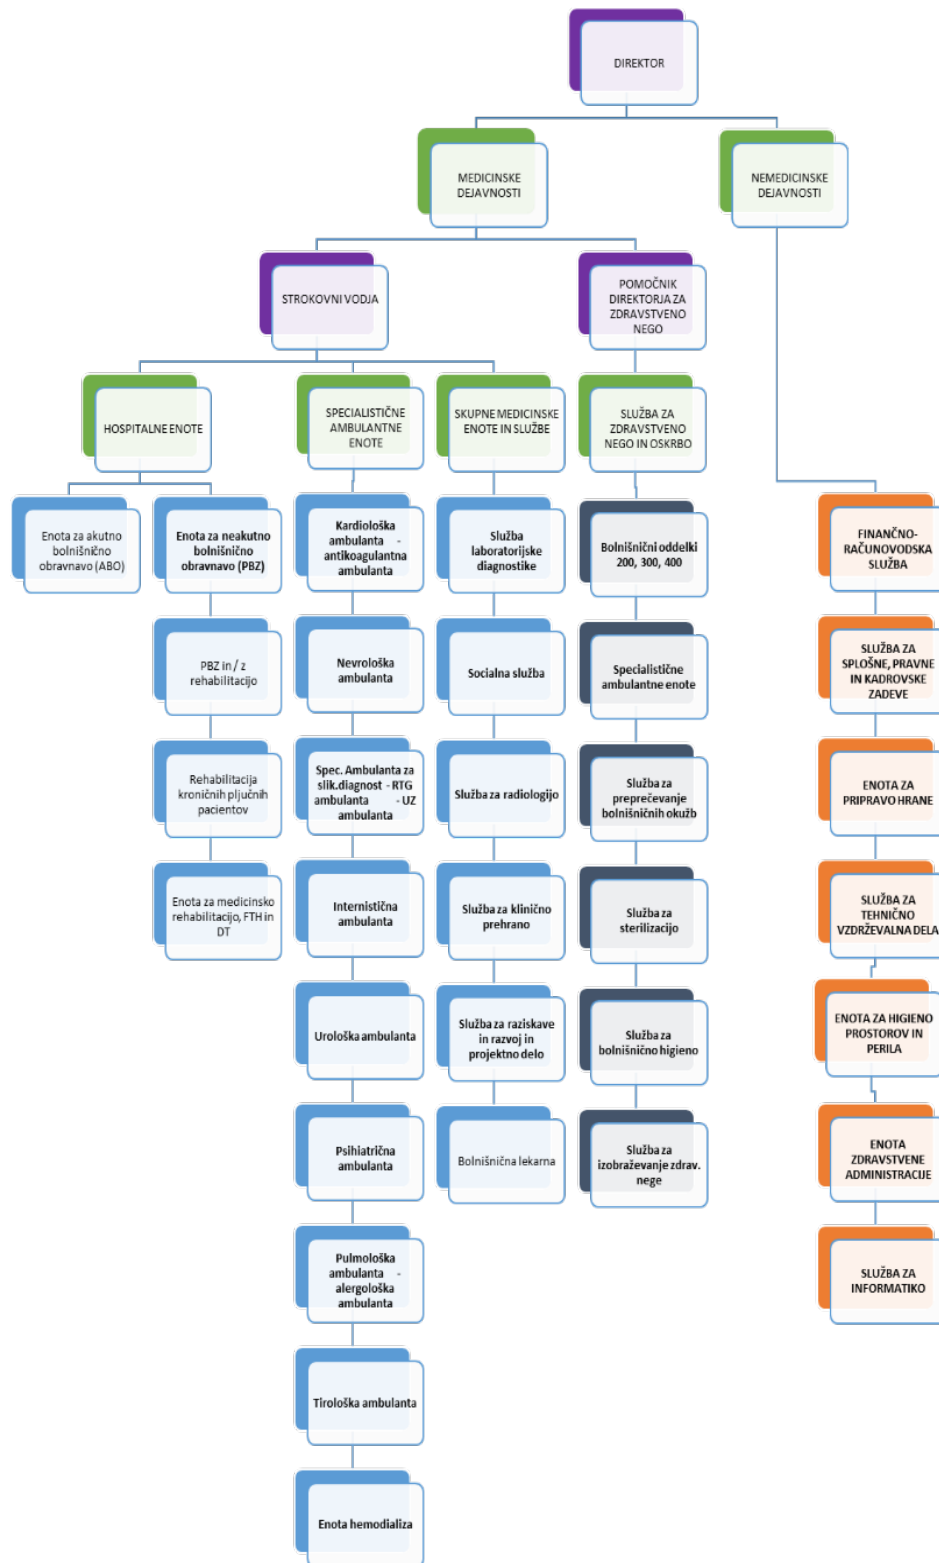 DIREKTOR
MEDICINSKE
DEJAVNOSTI
NEMEDICINSKE
DEJAVNOSTI
STROKOVNI VODJA
POMOČNIK
DIREKTORJA ZA
ZDRAVSTVENO
NEGO
HOSPITALNE ENOTE
SPECIALISTIČNE
AMBULANTNE
ENOTE
SKUPNE MEDICINSKE
ENOTE IN SLUŽBE
SLUŽBA ZA
ZDRAVSTVENO
NEGO IN OSKRBO
Enota za akutno
bolnišnično
obravnavo (ABO)
Enota za neakutno
bolnišnično
obravnavo (PBZ)
PBZ in / z
rehabilitacijo
Rehabilitacija
kroničnih pljučnih
pacientov
Enota za medicinsko
rehabilitacijo, FTH in
DT
Kardiološka
ambulanta -
antikoagulantna
ambulanta
Nevrološka
ambulanta
Spec. Ambulanta za
slik.diagnost - RTG
ambulanta - UZ
ambulanta
Internistična
ambulanta
Urološka ambulanta
Psihiatrična
ambulanta
Pulmološka
ambulanta -
alergološka
ambulanta
Tirološka ambulanta
Enota hemodializa
Služba
laboratorijske
diagnostike
Socialna služba
Služba za radiologijo
Služba za klinično
prehrano
Služba za raziskave
in razvoj in
projektno delo
Bolnišnična lekarna
Bolnišnični oddelki
200, 300, 400
Specialistične
ambulantne enote
Služba za
preprečevanje
bolnišničnih okužb
Služba za
sterilizacijo
Služba za
bolnišnično higieno
Služba za
izobraževanje zdrav.
nege
FINANČNO-
RAČUNOVODSKA
SLUŽBA
SLUŽBA ZA
SPLOŠNE, PRAVNE
IN KADROVSKE
ZADEVE
ENOTA ZA
PRIPRAVO HRANE
SLUŽBA ZA
TEHNIČNO
VZDRŽEVALNA DELA
ENOTA ZA HIGIENO
PROSTOROV IN
PERILA
ENOTA
ZDRAVSTVENE
ADMINISTRACIJE
SLUŽBA ZA
INFORMATIKO